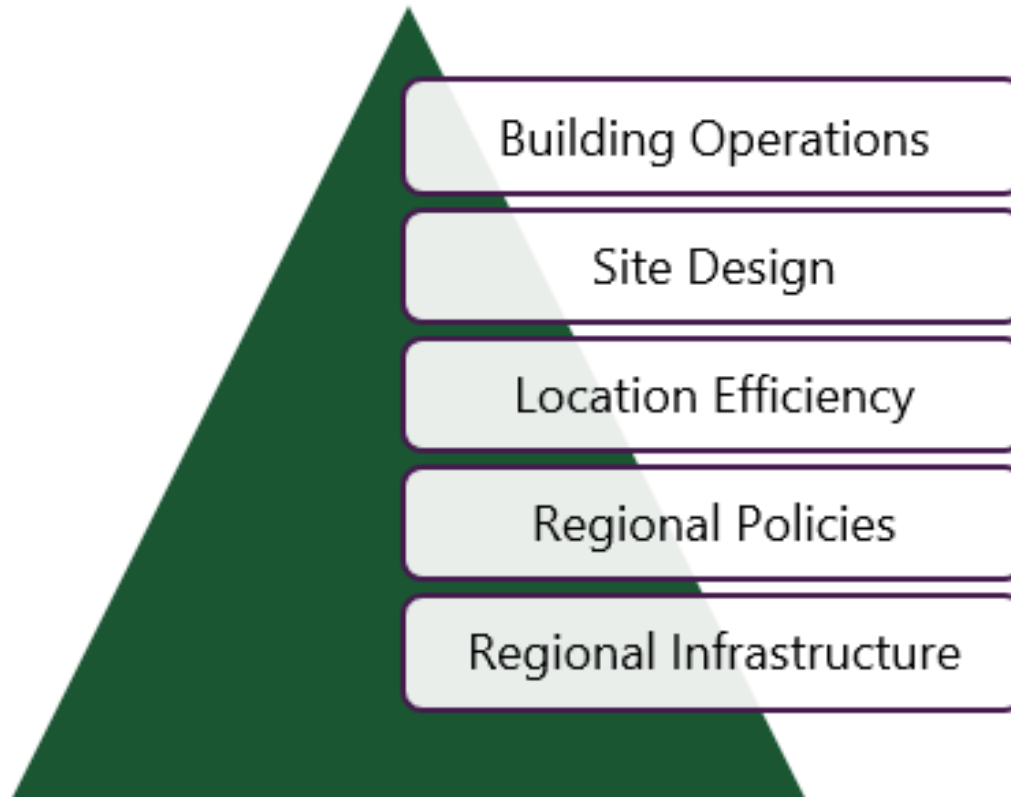 Building Operations
Site Design
Location Efficiency
Regional Policies
Regional Infrastructure